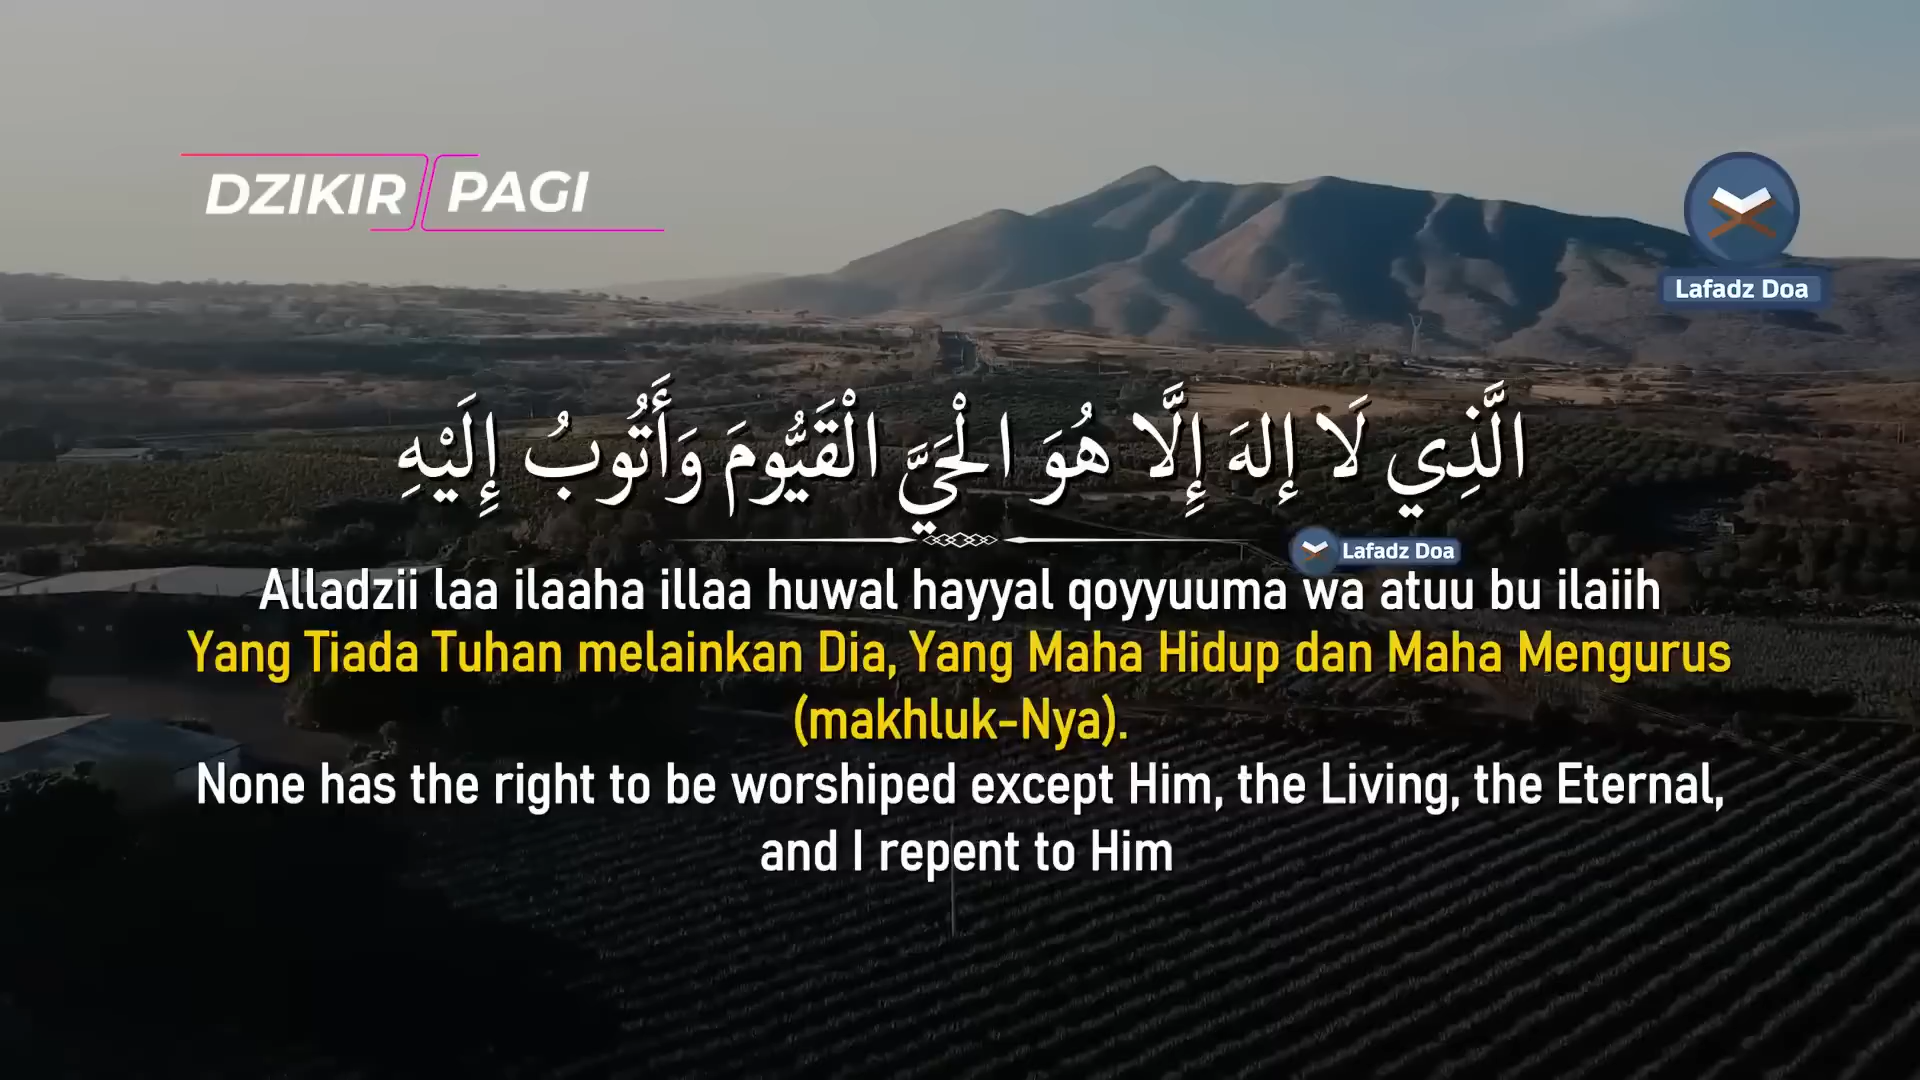 DZIKIR PAGI
Lafadz Doa
الَّذِي لَا إلهَ إِلَّا هُوَ الْحَيَّ الْقَيُّومَ وَأَتُوبُ إِلَيْهِ
Lafadz Doa
Alladzii laa ilaaha illaa huwal hayyal qoyyuuma wa atuu bu ilaiih
Yang Tiada Tuhan melainkan Dia, Yang Maha Hidup dan Maha Mengurus
(makhluk-Nya).
None has the right to be worshiped except Him, the Living, the Eternal,
and I repent to Him